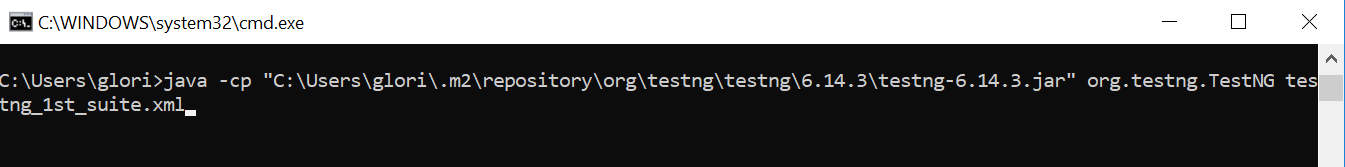 C:\WINDOWS\system32\cmd.exe
C:\Users\glori>java -cp "C:\Users\glori\.m2\repository\org\testng\testng\6.14.3\testng-6.14.3.jar" org.testng.TestNG tes
tng_1st_suite.xml